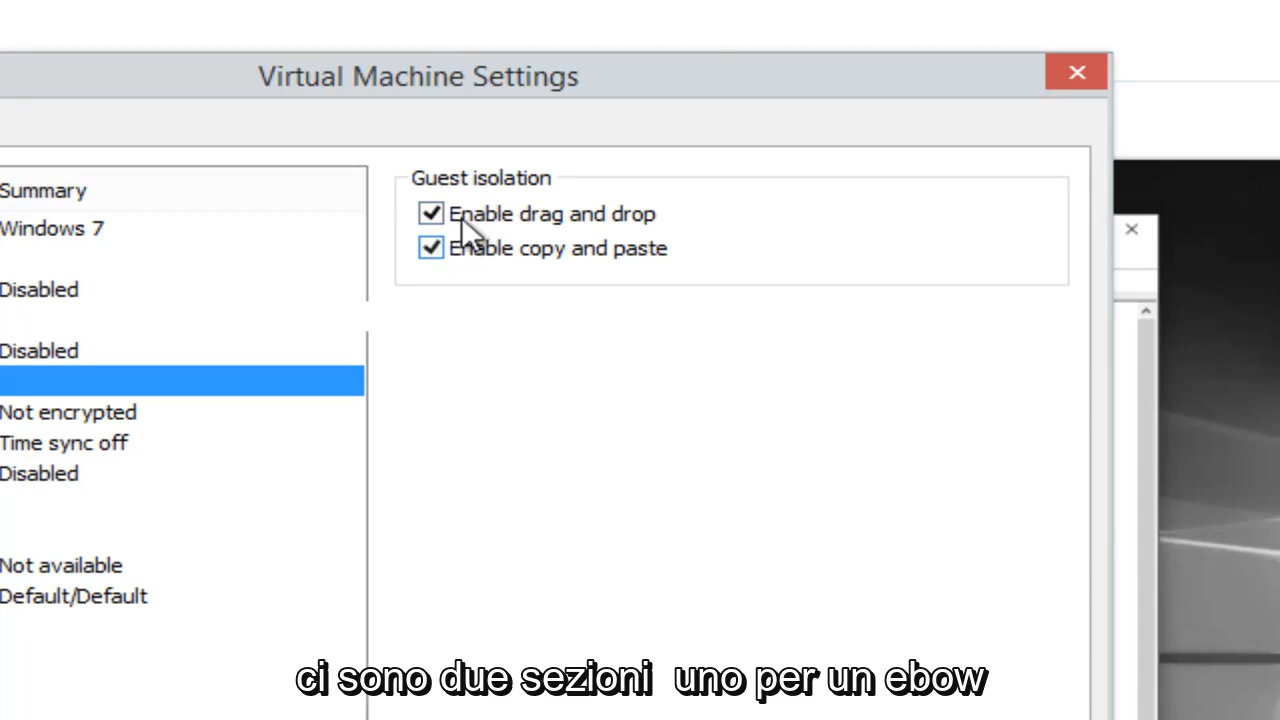 Virtual Machine Settings
Summary
Windows 7
Disabled
Disabled
Not encrypted
Time sync off
Disabled
Not available
Default/Default
Guest isolation
Enable drag and drop
Enable copy and paste
ci sono due sezioni uno per un ebow